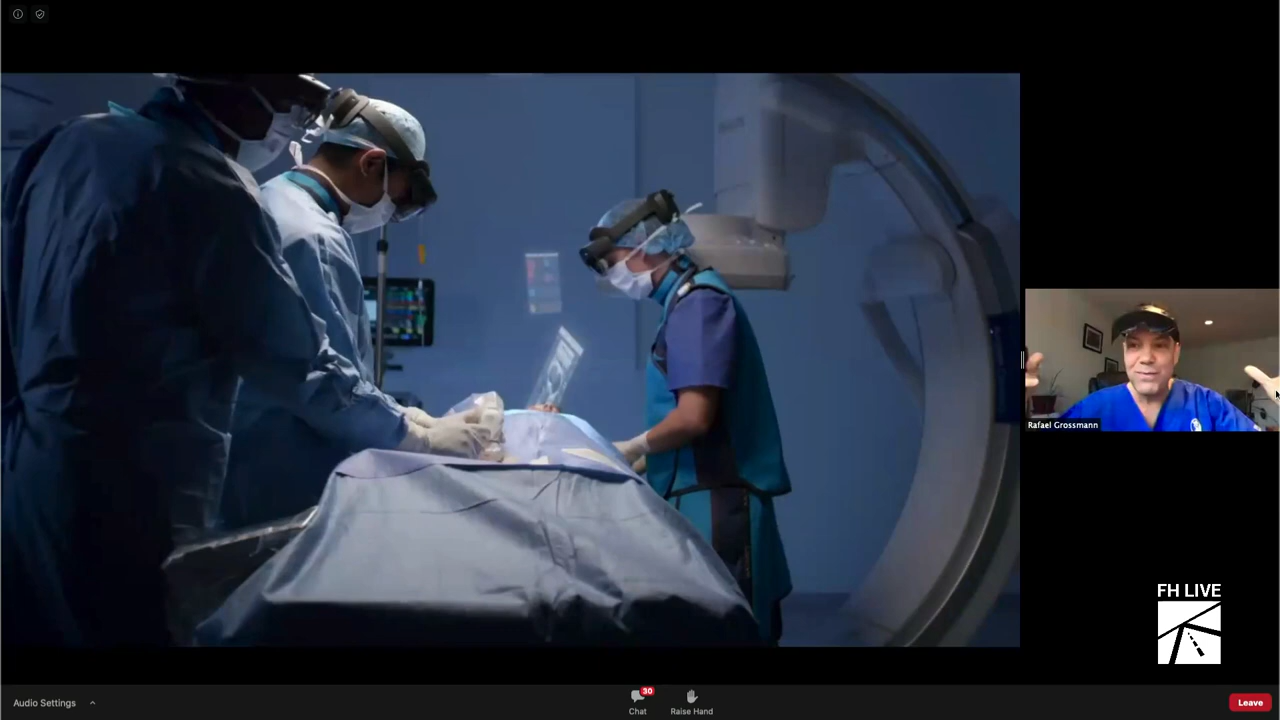 Rafael Grossmann
FH LIVE
Audio Settings
30
Chat
Raise Hand
Leave